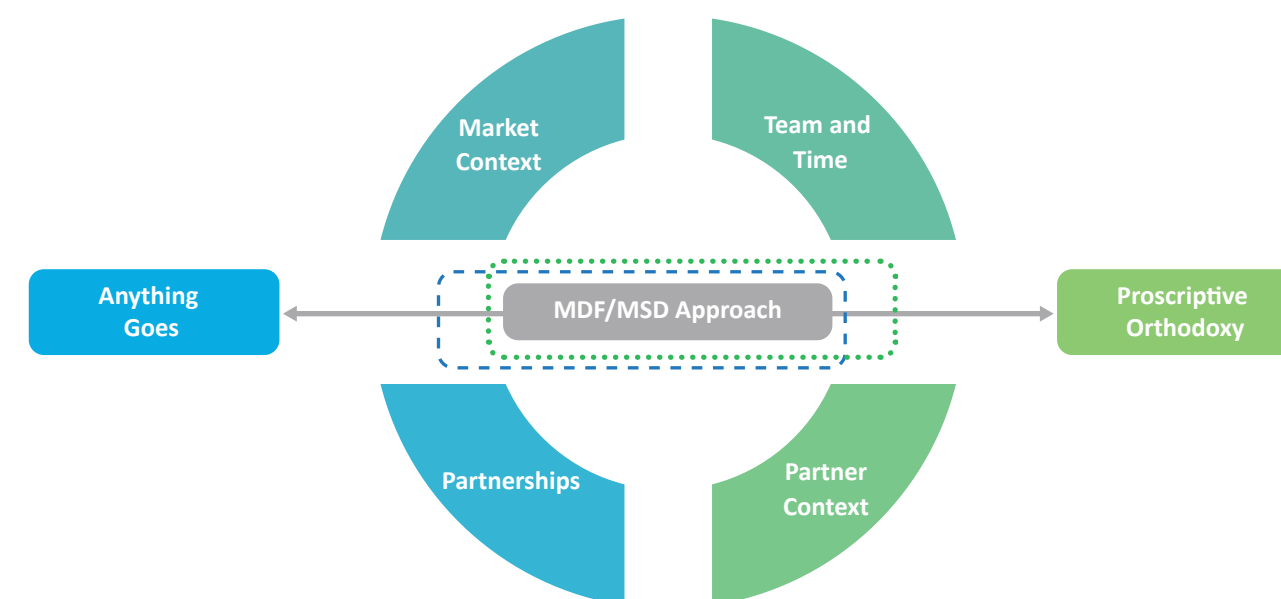 Market
Context
Team and
Time
Anything
Goes
MDF/MSD Approach
Proscriptive
Orthodoxy
Partnerships
Partner
Context